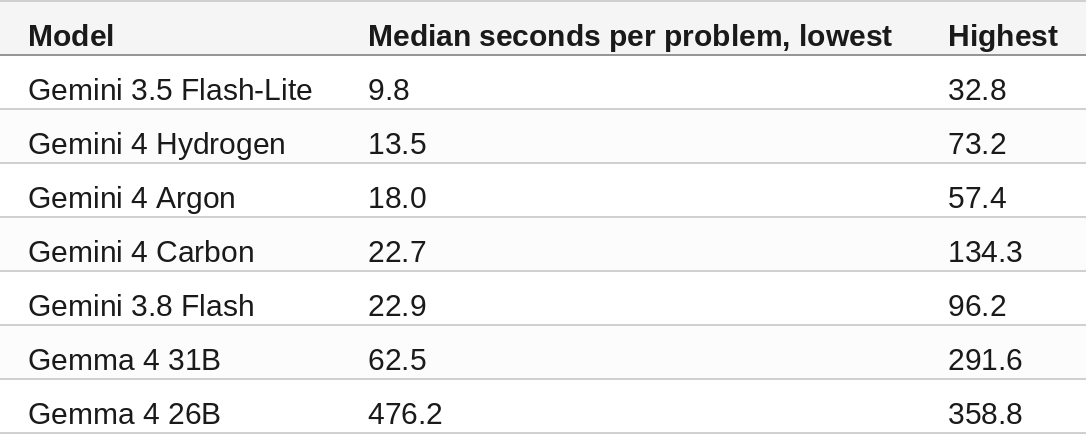 Model Median seconds per problem, lowest Highest
Gemini 3.5 Flash-Lite 9.8 32.8
Gemini 4 Hydrogen 13.5 73.2
Gemini 4 Argon 18.0 57.4
Gemini 4 Carbon 22.7 134.3
Gemini 3.8 Flash 22.9 96.2
Gemma 4 31B 62.5 291.6
Gemma 4 26B 476.2 358.8